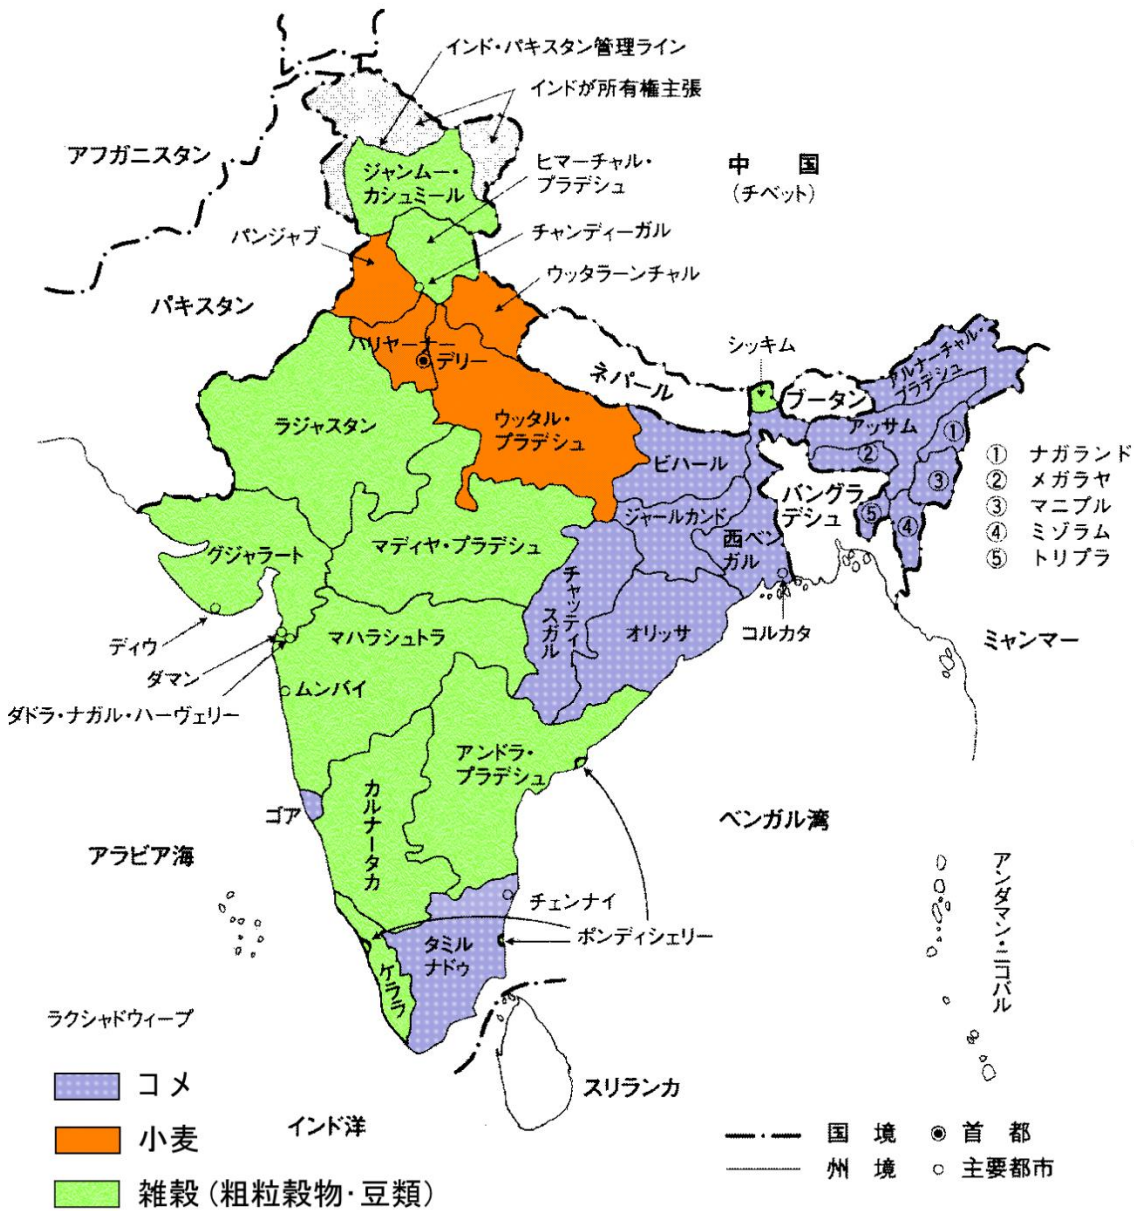 インド・パキスタン管理ライン
インドが所有権主張
アフガニスタン
ヒマーチャル・
プラデシュ
中 国
(チベット)
ジャンムー・
カシュミール
パンジャブ
チャンディーガル
ウッタラーンチャル
パキスタン
ハリヤーナー
デリー
シッキム
ネパール
ブータン
アルナーチャル・
プラデシュ
ラジャスタン
ウッタル・
プラデシュ
アッサム
ビハール
①
②
③
④
⑤
① ナガランド
② メガラヤ
③ マニプル
④ ミゾラム
⑤ トリプラ
バングラ
デシュ
ジャールカンド
西ベン
ガル
グジャラート
マディヤ・プラデシュ
チャッティ
スガル
オリッサ
コルカタ
ミャンマー
ディウ
マハラシュトラ
ダマン
ムンバイ
ダドラ・ナガル・ハーヴェリー
アンドラ・
プラデシュ
カルナータカ
ゴア
ベンガル湾
アラビア海
アンダマン・ニコバル
チェンナイ
ポンディシェリー
タミル
ナドゥ
ケララ
ラクシャドウィープ
スリランカ
インド洋
コメ
小麦
雑穀(粗粒穀物・豆類)
国 境
首 都
州 境
主要都市